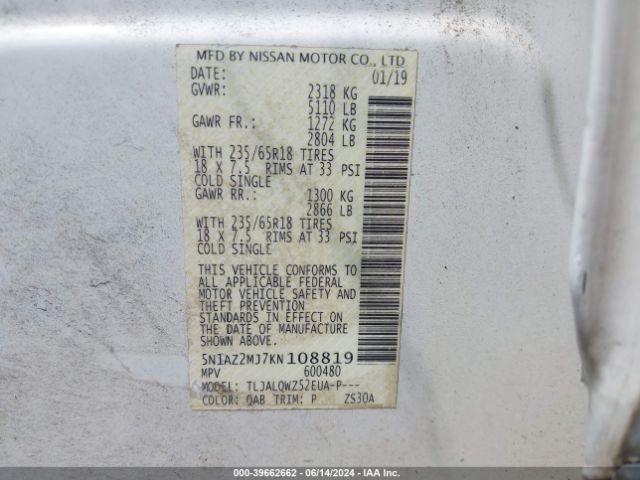 MFD BY NISSAN MOTOR CO., LTD
DATE: 01/19
GVWR: 2318 KG
5110 LB
GAWR FR.: 1272 KG
2804 LB
WITH 235/65R18 TIRES
18 X 7.5 RIMS AT 33 PSI
COLD SINGLE
GAWR RR.: 1300 KG
2866 LB
WITH 235/65R18 TIRES
18 X 7.5 RIMS AT 33 PSI
COLD SINGLE
THIS VEHICLE CONFORMS TO
ALL APPLICABLE FEDERAL
MOTOR VEHICLE SAFETY AND
THEFT PREVENTION
STANDARDS IN EFFECT ON
THE DATE OF MANUFACTURE
SHOWN ABOVE.
5N1AZ2MJ7KN108819
MPV 600480
MODEL: TLJALQWZ52EUA-P---
COLOR: QAB TRIM: P ZS30A
000-39662662 / 06/14/2024 - IAA Inc.